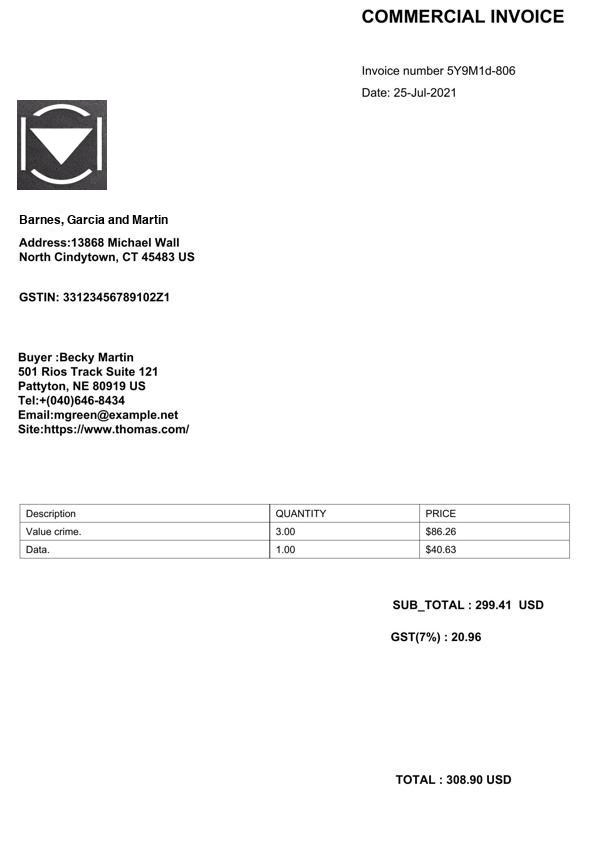 COMMERCIAL INVOICE
Invoice number 5Y9M1d-806
Date: 25-Jul-2021
Barnes, Garcia and Martin
Address:13868 Michael Wall
North Cindytown, CT 45483 US
GSTIN: 33123456789102Z1
Buyer :Becky Martin
501 Rios Track Suite 121
Pattyton, NE 80919 US
Tel:+(040)646-8434
Email:mgreen@example.net
Site:https://www.thomas.com/
Description QUANTITY PRICE
Value crime. 3.00 $86.26
Data. 1.00 $40.63
SUB_TOTAL : 299.41 USD
GST(7%) : 20.96
TOTAL : 308.90 USD